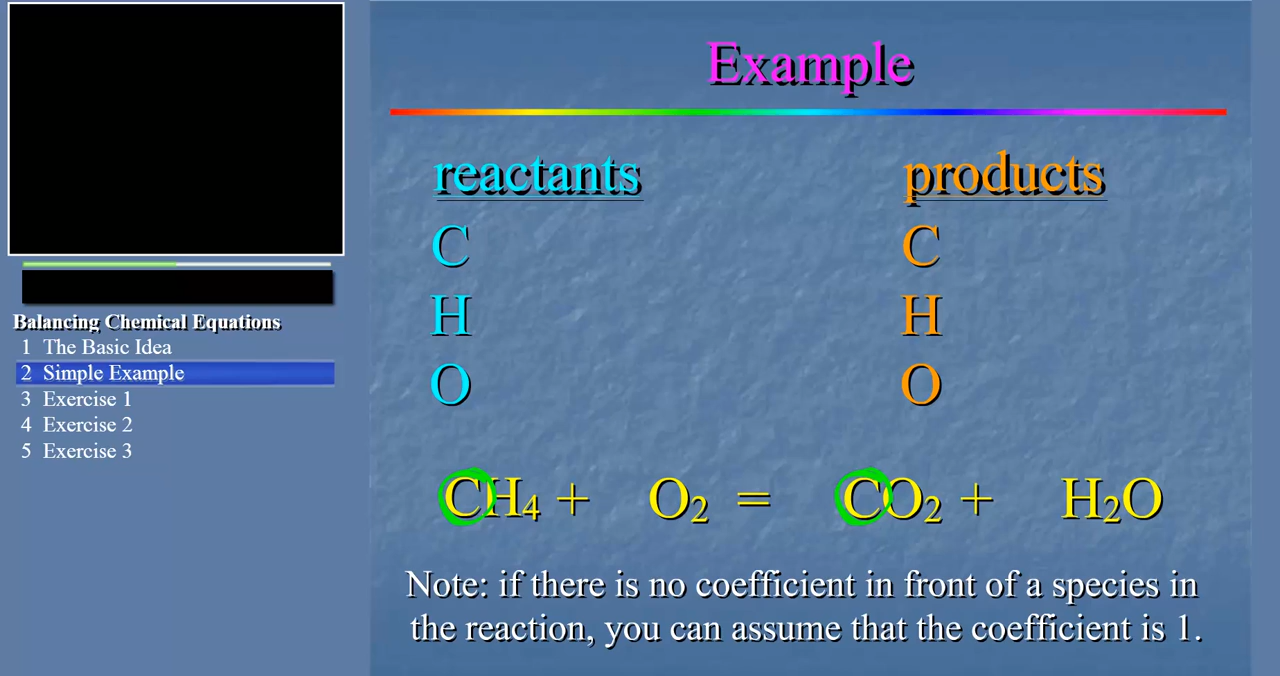 Example
reactants
products
C
C
H
H
O
O
CH₄ + O₂ = CO₂ + H₂O
Note: if there is no coefficient in front of a species in
the reaction, you can assume that the coefficient is 1.
Balancing Chemical Equations
1 The Basic Idea
2 Simple Example
3 Exercise 1
4 Exercise 2
5 Exercise 3